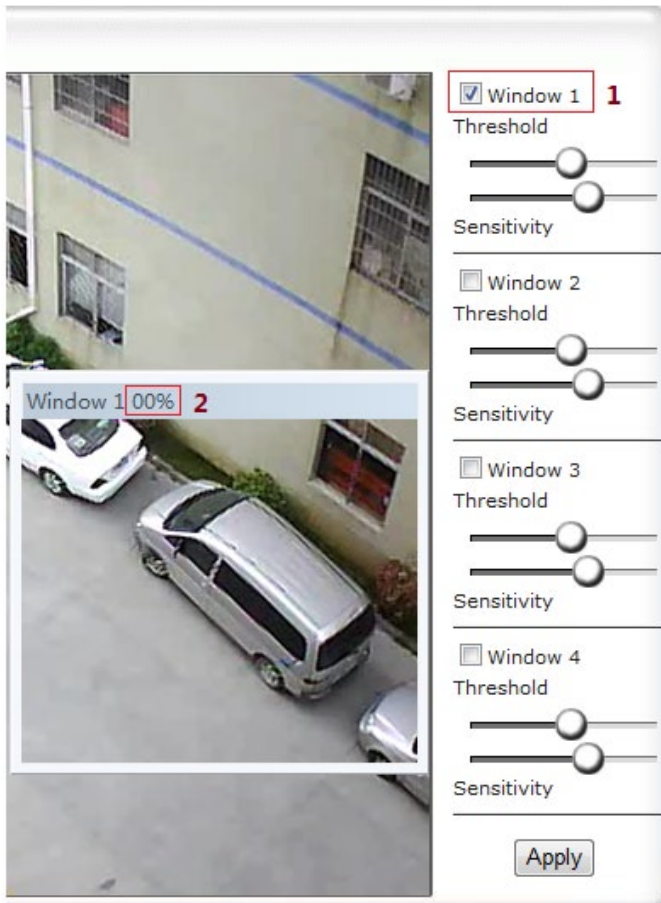 Window 1 1
Threshold
Sensitivity
Window 2
Threshold
Window 1 00% 2
Sensitivity
Window 3
Threshold
Sensitivity
Window 4
Threshold
Sensitivity
Apply